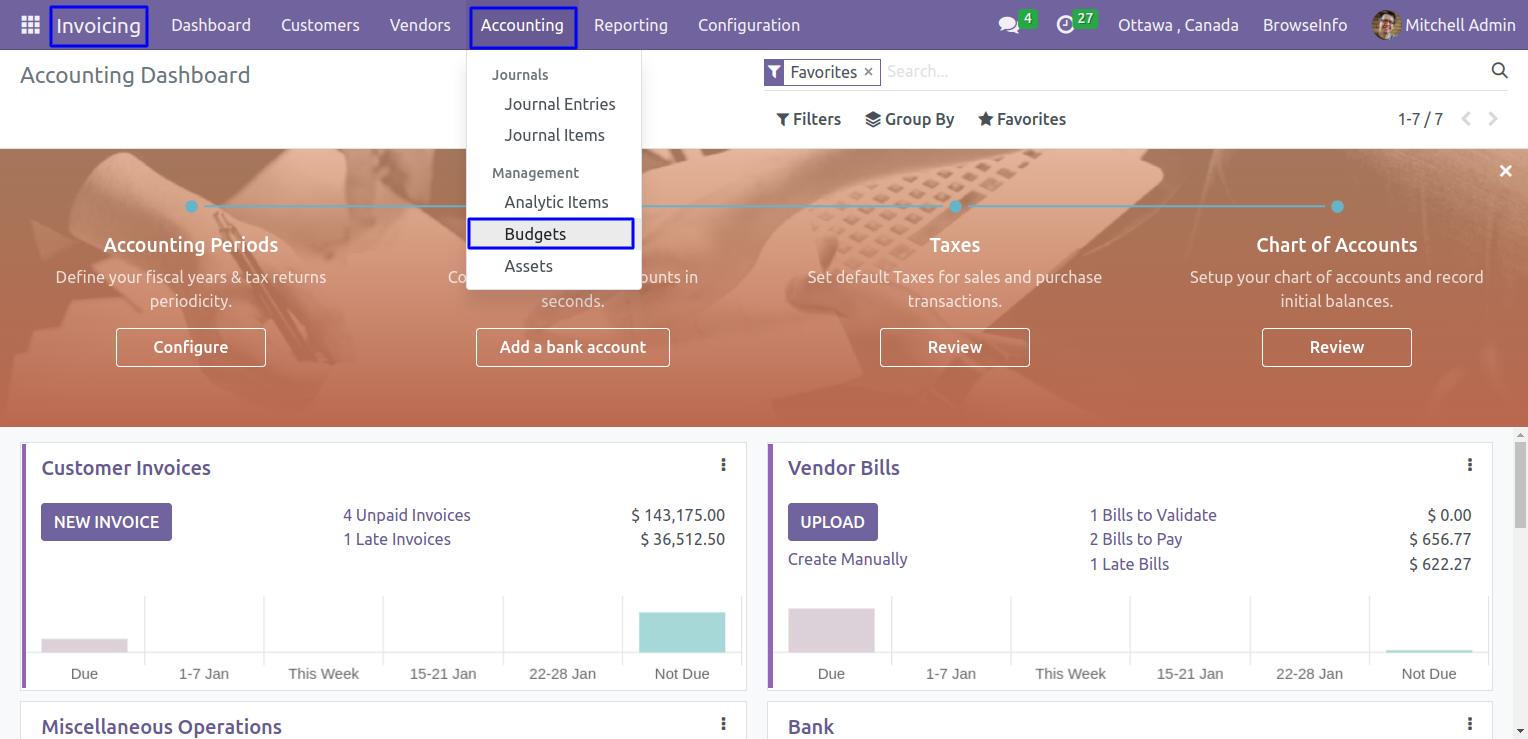 Invoicing Dashboard Customers Vendors Accounting Reporting Configuration 4 27 Ottawa , Canada BrowseInfo Mitchell Admin
Accounting Dashboard
Favorites × Search...
Filters Group By Favorites 1-7 / 7
Journals
Journal Entries
Journal Items
Management
Analytic Items
Budgets
Assets
Accounting Periods
Define your fiscal years & tax returns
periodicity.
Configure
Co
ounts in
seconds.
Add a bank account
Taxes
Set default Taxes for sales and purchase
transactions.
Review
Chart of Accounts
Setup your chart of accounts and record
initial balances.
Review
Customer Invoices
NEW INVOICE
4 Unpaid Invoices $ 143,175.00
1 Late Invoices $ 36,512.50
Due 1-7 Jan This Week 15-21 Jan 22-28 Jan Not Due
Vendor Bills
UPLOAD
Create Manually
1 Bills to Validate $ 0.00
2 Bills to Pay $ 656.77
1 Late Bills $ 622.27
Due 1-7 Jan This Week 15-21 Jan 22-28 Jan Not Due
Miscellaneous Operations
Bank